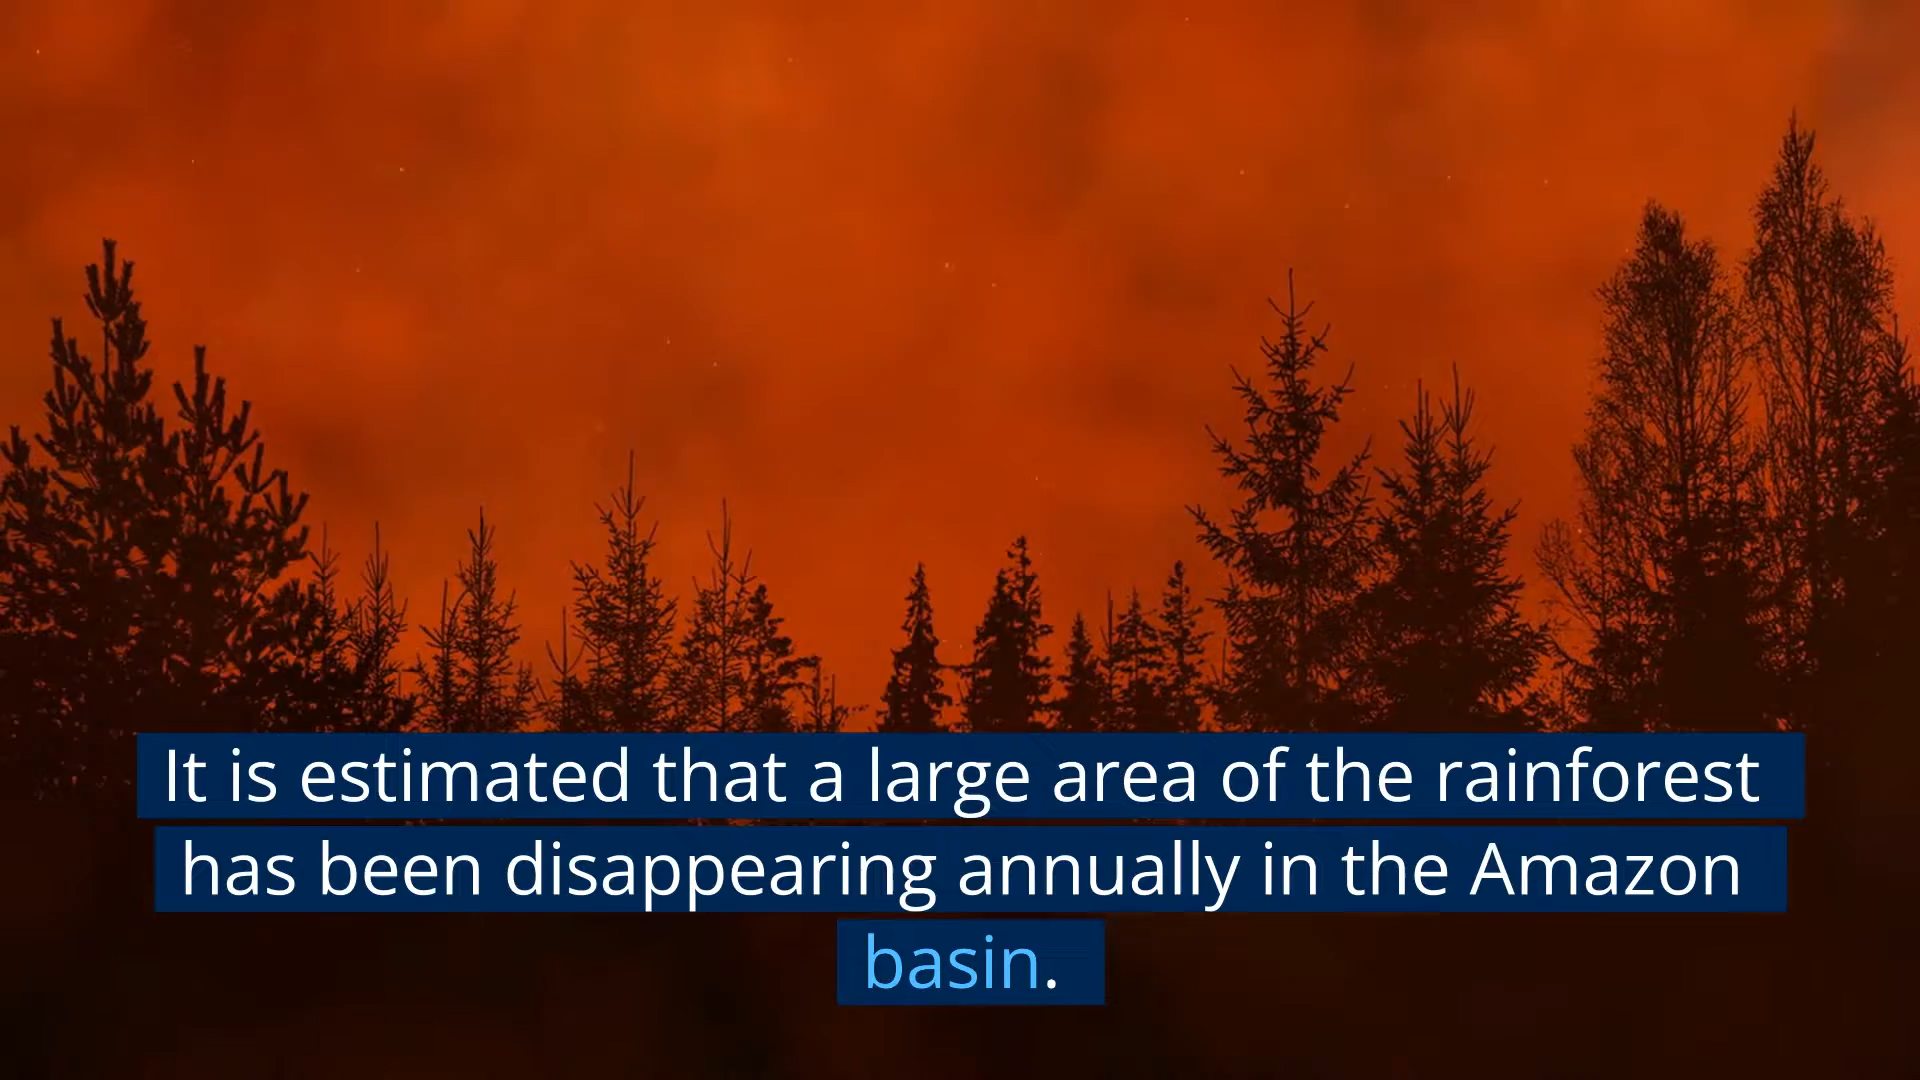 It is estimated that a large area of the rainforest
has been disappearing annually in the Amazon
basin.